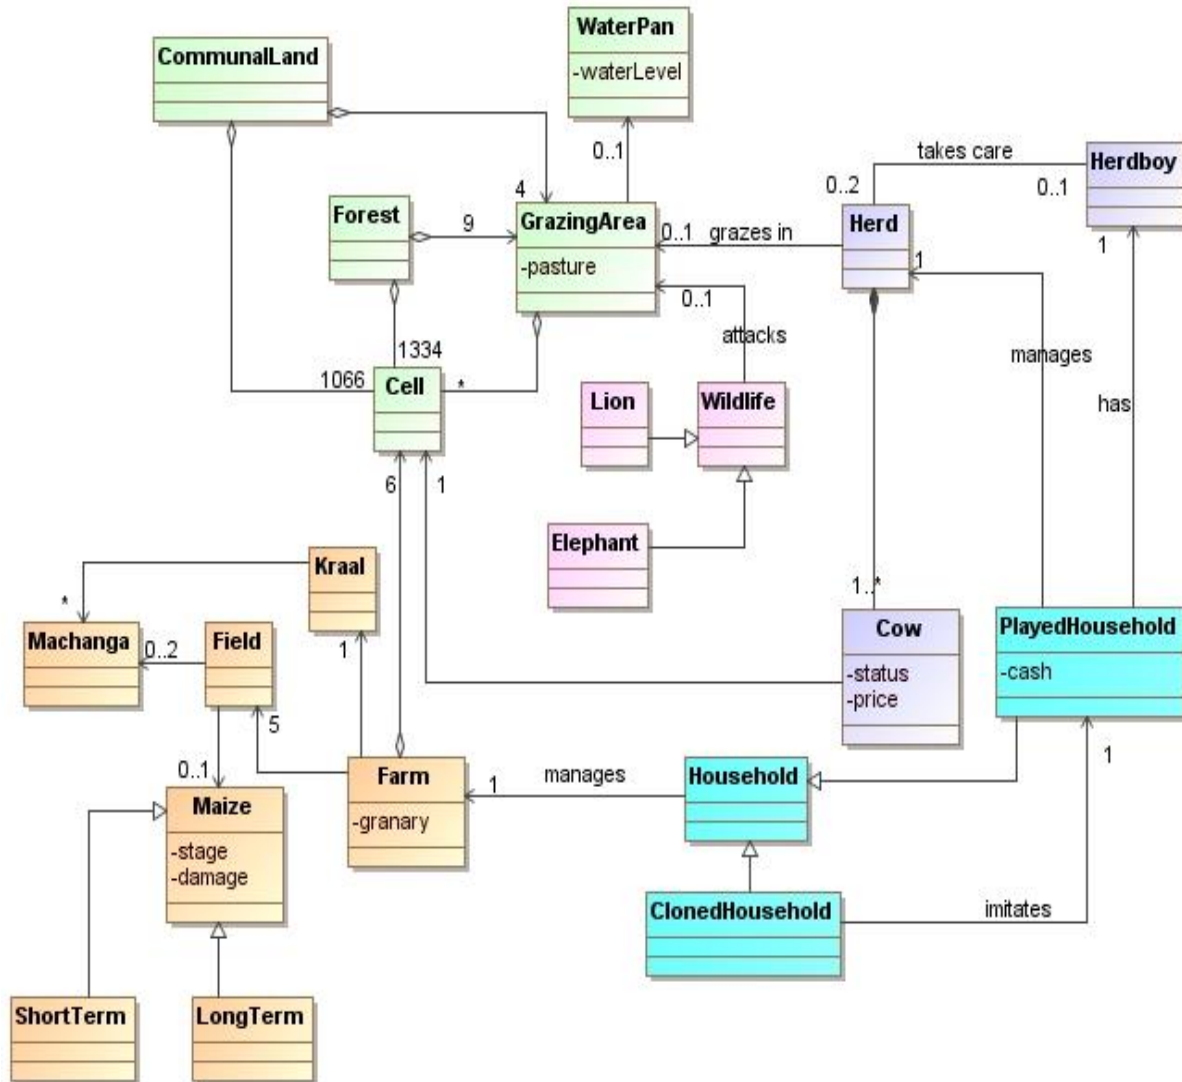 WaterPan
-waterLevel
CommunalLand
0..1
takes care
Herdboy
0..2
0..1
4
Forest
9
GrazingArea
-pasture
0..1
grazes in
Herd
1
1
0..1
attacks
manages
has
1334
1066
Cell
*
Lion
Wildlife
6
1
Elephant
Kraal
*
1..*
Machanga
0..2
Field
1
Cow
-status
-price
PlayedHousehold
-cash
5
0..1
Farm
-granary
1
manages
Household
1
Maize
-stage
-damage
ClonedHousehold
imitates
ShortTerm
LongTerm